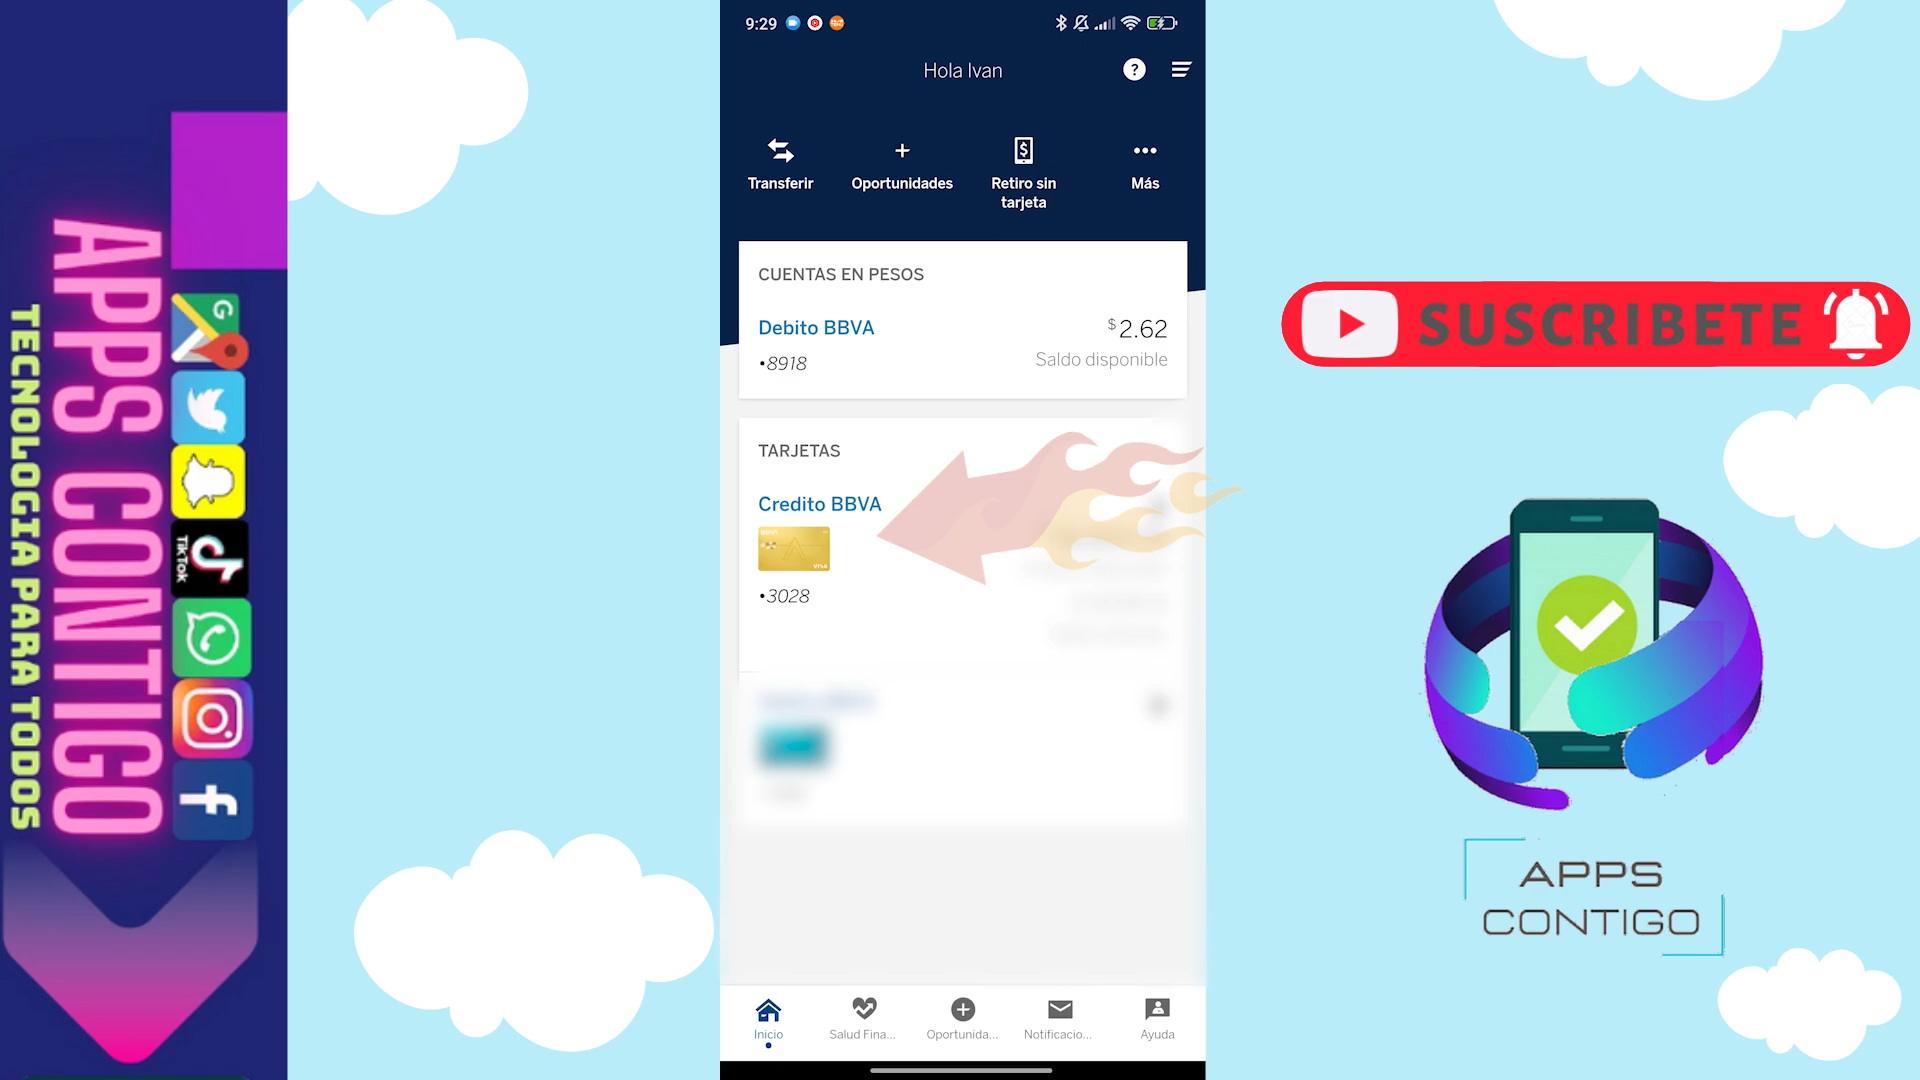 APPS CONTIGO
TECNOLOGIA PARA TODOS
G
TikTok
9:29
Hola Ivan
?
Transferir
Oportunidades
Retiro sin
tarjeta
Más
CUENTAS EN PESOS
Debito BBVA
$2.62
•8918
Saldo disponible
TARJETAS
Credito BBVA
VISA
•3028
Inicio
Salud Fina...
Oportunida...
Notificacio...
Ayuda
SUSCRIBETE
APPS
CONTIGO